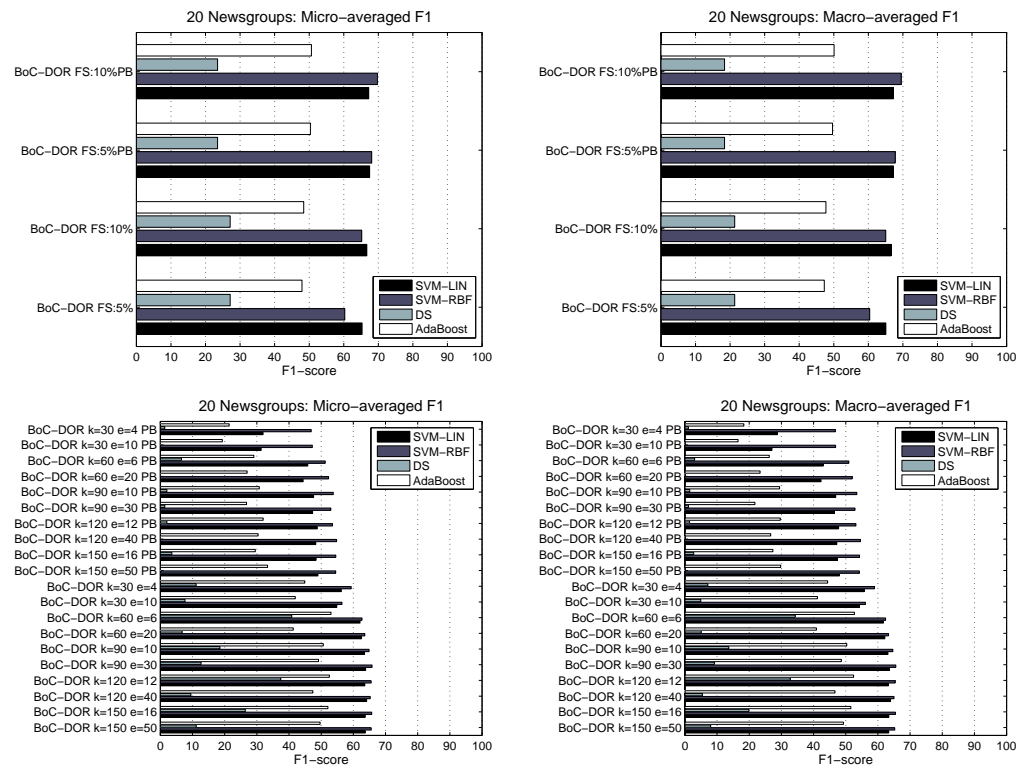 20 Newsgroups: Micro−averaged F1
BoC−DOR FS:10%PB
BoC−DOR FS:5%PB
BoC−DOR FS:10%
BoC−DOR FS:5%
SVM−LIN
SVM−RBF
DS
AdaBoost
0 10 20 30 40 50 60 70 80 90 100
F1−score
20 Newsgroups: Macro−averaged F1
BoC−DOR FS:10%PB
BoC−DOR FS:5%PB
BoC−DOR FS:10%
BoC−DOR FS:5%
SVM−LIN
SVM−RBF
DS
AdaBoost
0 10 20 30 40 50 60 70 80 90 100
F1−score
20 Newsgroups: Micro−averaged F1
BoC−DOR k=30 e=4 PB
BoC−DOR k=30 e=10 PB
BoC−DOR k=60 e=6 PB
BoC−DOR k=60 e=20 PB
BoC−DOR k=90 e=10 PB
BoC−DOR k=90 e=30 PB
BoC−DOR k=120 e=12 PB
BoC−DOR k=120 e=40 PB
BoC−DOR k=150 e=16 PB
BoC−DOR k=150 e=50 PB
BoC−DOR k=30 e=4
BoC−DOR k=30 e=10
BoC−DOR k=60 e=6
BoC−DOR k=60 e=20
BoC−DOR k=90 e=10
BoC−DOR k=90 e=30
BoC−DOR k=120 e=12
BoC−DOR k=120 e=40
BoC−DOR k=150 e=16
BoC−DOR k=150 e=50
SVM−LIN
SVM−RBF
DS
AdaBoost
0 10 20 30 40 50 60 70 80 90 100
F1−score
20 Newsgroups: Macro−averaged F1
BoC−DOR k=30 e=4 PB
BoC−DOR k=30 e=10 PB
BoC−DOR k=60 e=6 PB
BoC−DOR k=60 e=20 PB
BoC−DOR k=90 e=10 PB
BoC−DOR k=90 e=30 PB
BoC−DOR k=120 e=12 PB
BoC−DOR k=120 e=40 PB
BoC−DOR k=150 e=16 PB
BoC−DOR k=150 e=50 PB
BoC−DOR k=30 e=4
BoC−DOR k=30 e=10
BoC−DOR k=60 e=6
BoC−DOR k=60 e=20
BoC−DOR k=90 e=10
BoC−DOR k=90 e=30
BoC−DOR k=120 e=12
BoC−DOR k=120 e=40
BoC−DOR k=150 e=16
BoC−DOR k=150 e=50
SVM−LIN
SVM−RBF
DS
AdaBoost
0 10 20 30 40 50 60 70 80 90 100
F1−score